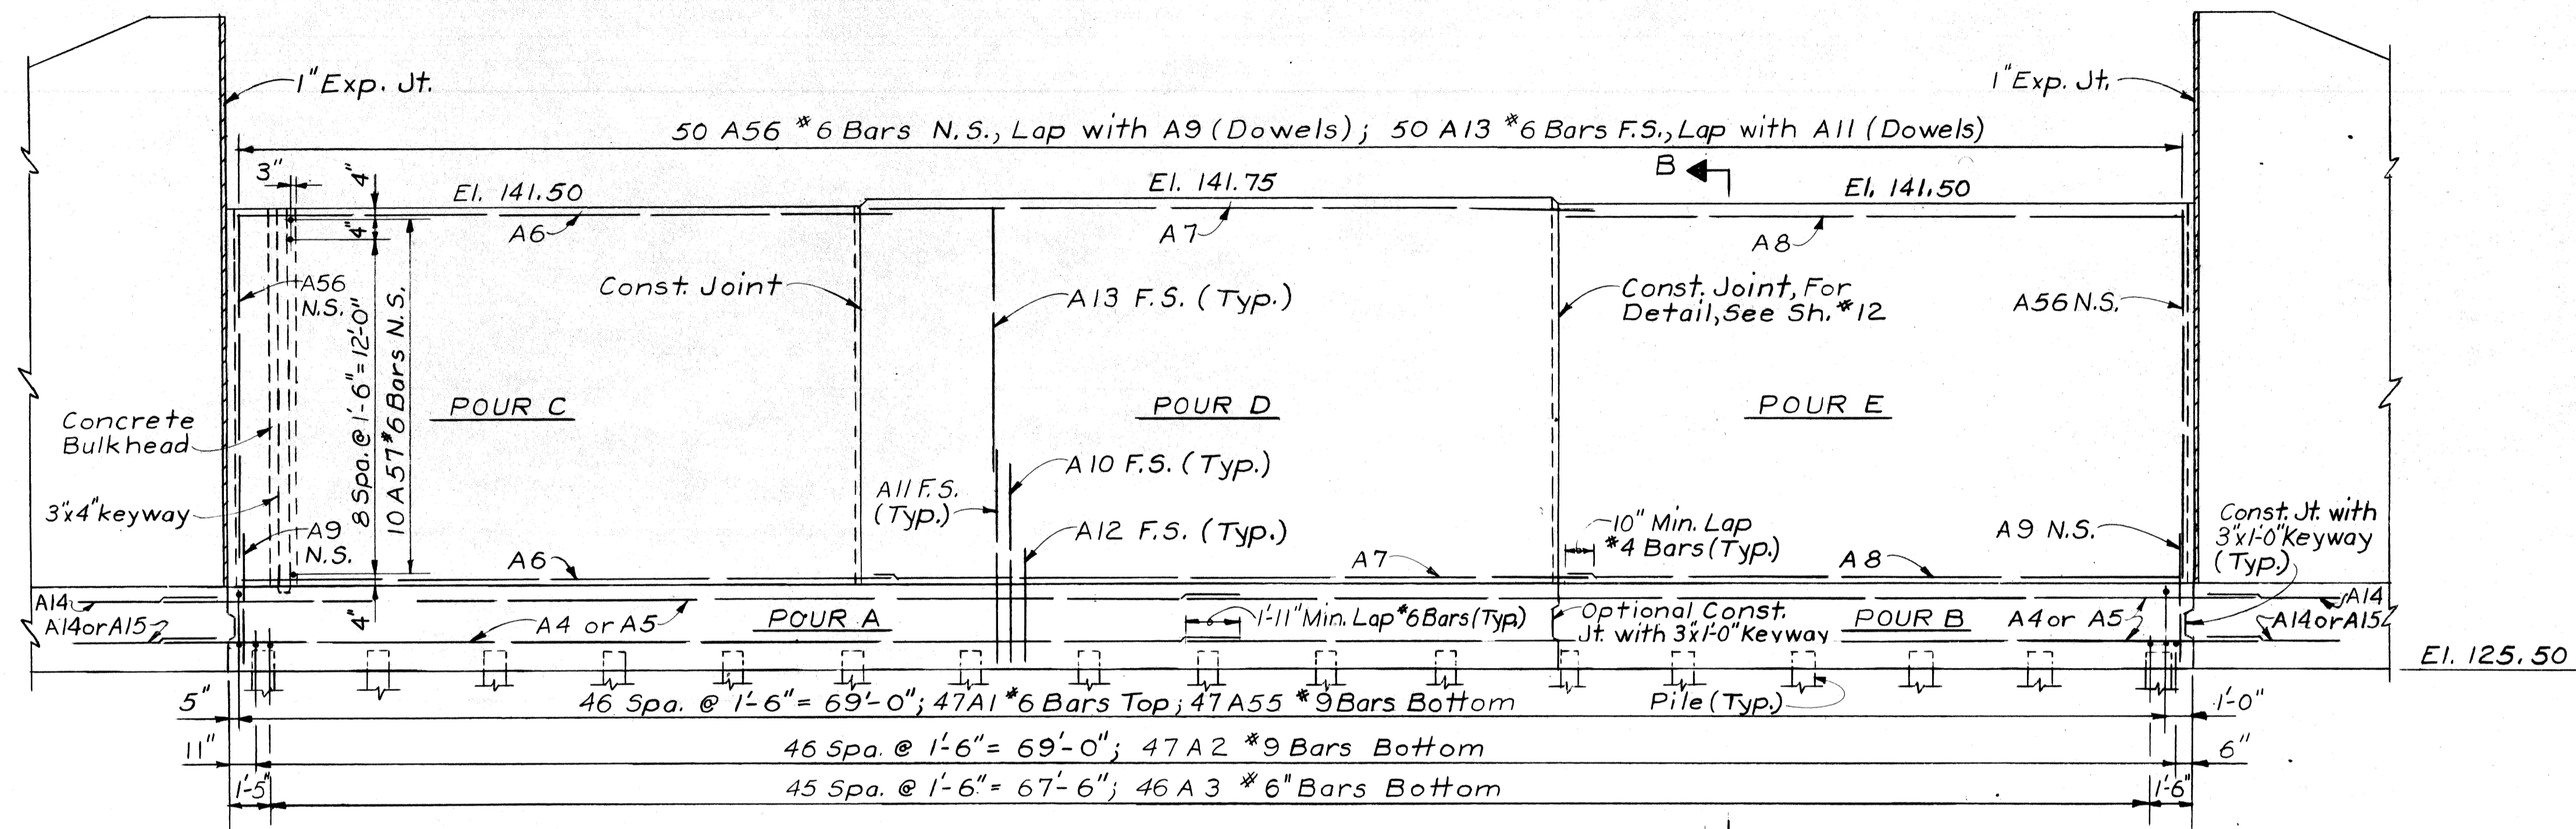 1" Exp. Jt.
1" Exp. Jt.
50 A56 #6 Bars N.S., Lap with A9 (Dowels); 50 A13 #6 Bars F.S., Lap with A11 (Dowels)
3"
4"
B
El. 141.50
El. 141.75
El. 141.50
4"
A6
A7
A8
A56
N.S.
Const. Joint
A13 F.S. (Typ.)
Const. Joint, For
Detail, See Sh. #12
A56 N.S.
8 Spa. @ 1'-6" = 12'-0"
10 A57 #6 Bars N.S.
POUR C
POUR D
POUR E
Concrete
Bulkhead
A10 F.S. (Typ.)
A11 F.S.
(Typ.)
3"x4" keyway
A9
N.S.
A12 F.S. (Typ.)
10" Min. Lap
#4 Bars (Typ.)
A9 N.S.
Const. Jt. with
3"x1'-0" Keyway
(Typ.)
A6
A7
A8
A14
A14 or A15
4"
A4 or A5
POUR A
1'-11" Min. Lap #6 Bars (Typ.)
Optional Const.
Jt. with 3"x1'-0" Keyway
POUR B
A4 or A5
A14
A14 or A15
El. 125.50
5"
46 Spa. @ 1'-6" = 69'-0"; 47 A1 #6 Bars Top; 47 A55 #9 Bars Bottom
Pile (Typ.)
1'-0"
11"
46 Spa. @ 1'-6" = 69'-0"; 47 A2 #9 Bars Bottom
6"
1'-5"
45 Spa. @ 1'-6" = 67'-6"; 46 A3 #6" Bars Bottom
1'-6"